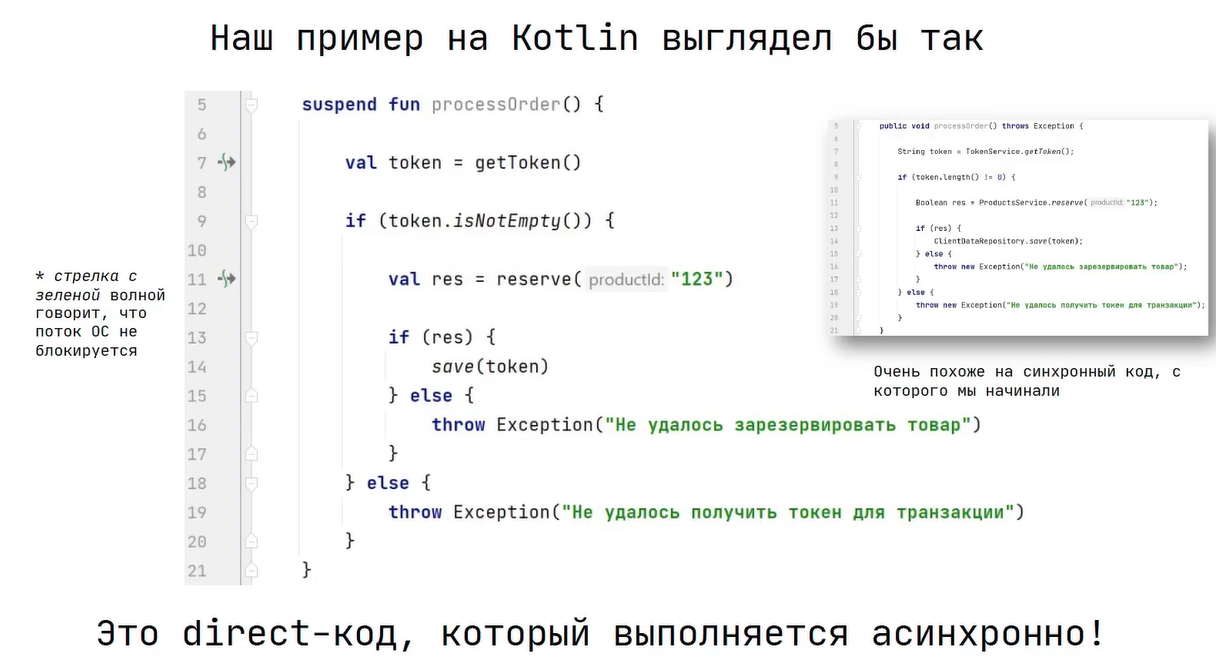 Наш пример на Kotlin выглядел бы так
5 suspend fun processOrder() {
6
7 val token = getToken()
8
9 if (token.isNotEmpty()) {
10
11 val res = reserve( productId: "123")
12
13 if (res) {
14 save(token)
15 } else {
16 throw Exception("Не удалось зарезервировать товар")
17 }
18 } else {
19 throw Exception("Не удалось получить токен для транзакции")
20 }
21 }
* стрелка с
зеленой волной
говорит, что
поток ОС не
блокируется
5 public void processOrder() throws Exception {
6
7 String token = TokenService.getToken();
8
9 if (token.length() != 0) {
10
11 Boolean res = ProductsService.reserve( productId: "123");
12
13 if (res) {
14 ClientDataRepository.save(token);
15 } else {
16 throw new Exception("Не удалось зарезервировать товар");
17 }
18 } else {
19 throw new Exception("Не удалось получить токен для транзакции");
20 }
21 }
Очень похоже на синхронный код, с
которого мы начинали
Это direct-код, который выполняется асинхронно!